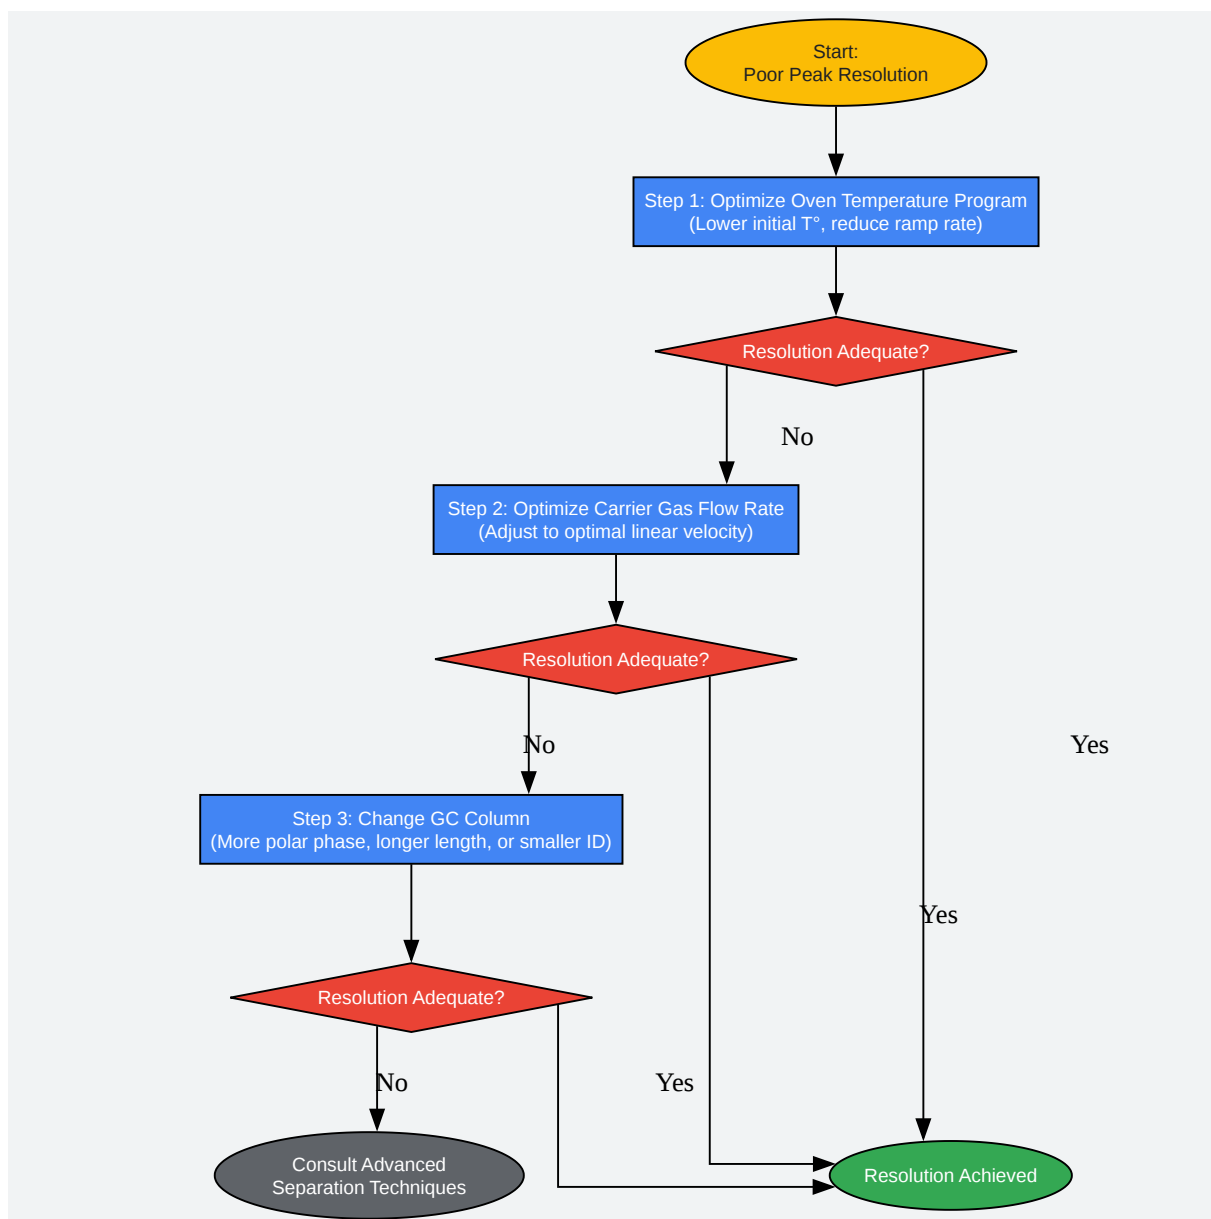 Start:
Poor Peak Resolution
Step 1: Optimize Oven Temperature Program
(Lower initial T°, reduce ramp rate)
Resolution Adequate?
No
Step 2: Optimize Carrier Gas Flow Rate
(Adjust to optimal linear velocity)
Resolution Adequate?
No
Yes
Step 3: Change GC Column
(More polar phase, longer length, or smaller ID)
Yes
Resolution Adequate?
No
Yes
Consult Advanced
Separation Techniques
Resolution Achieved